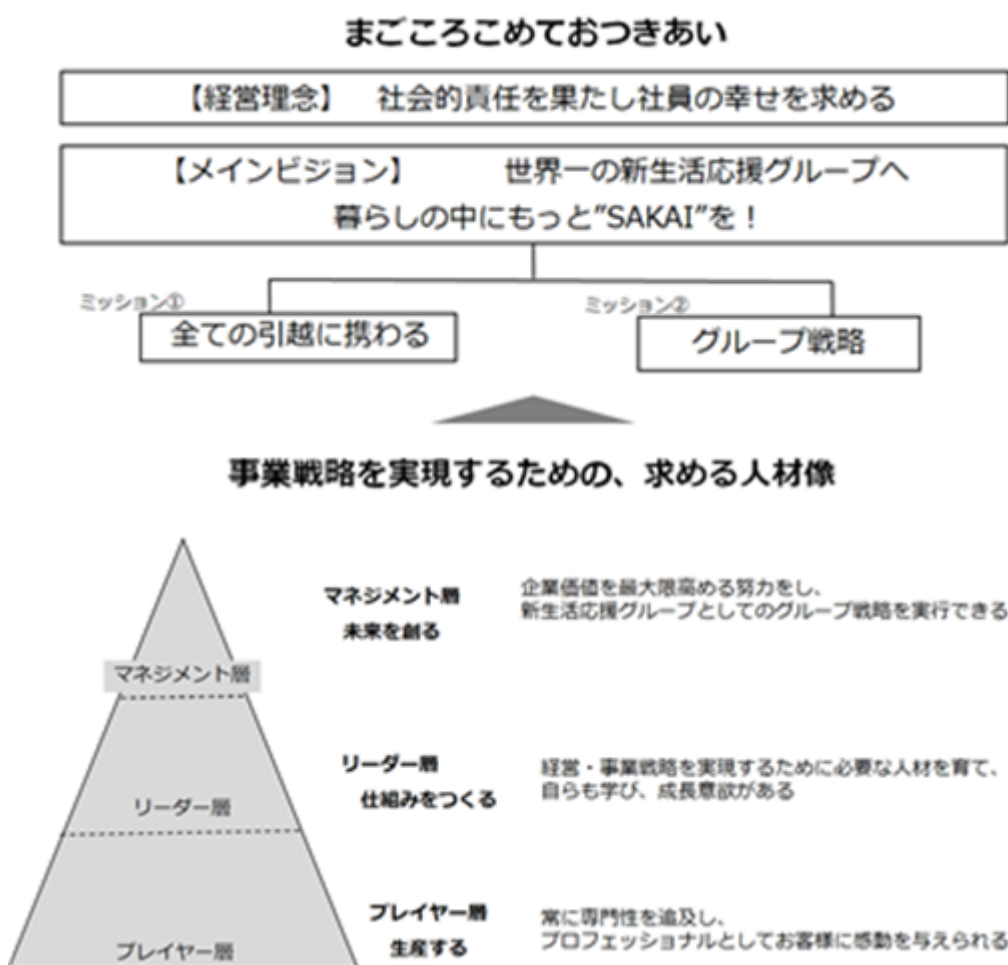 まごころこめておつきあい
【経営理念】 社会的責任を果たし社員の幸せを求める
【メインビジョン】 世界一の新生活応援グループへ
暮らしの中にもっと”SAKAI”を！
ミッション①
全ての引越に携わる
ミッション②
グループ戦略
事業戦略を実現するための、求める人材像
マネジメント層
マネジメント層
未来を創る
企業価値を最大限高める努力をし、
新生活応援グループとしてのグループ戦略を実行できる
リーダー層
リーダー層
仕組みをつくる
経営・事業戦略を実現するために必要な人材を育て、
自らも学び、成長意欲がある
プレイヤー層
プレイヤー層
生産する
常に専門性を追及し、
プロフェッショナルとしてお客様に感動を与えられる